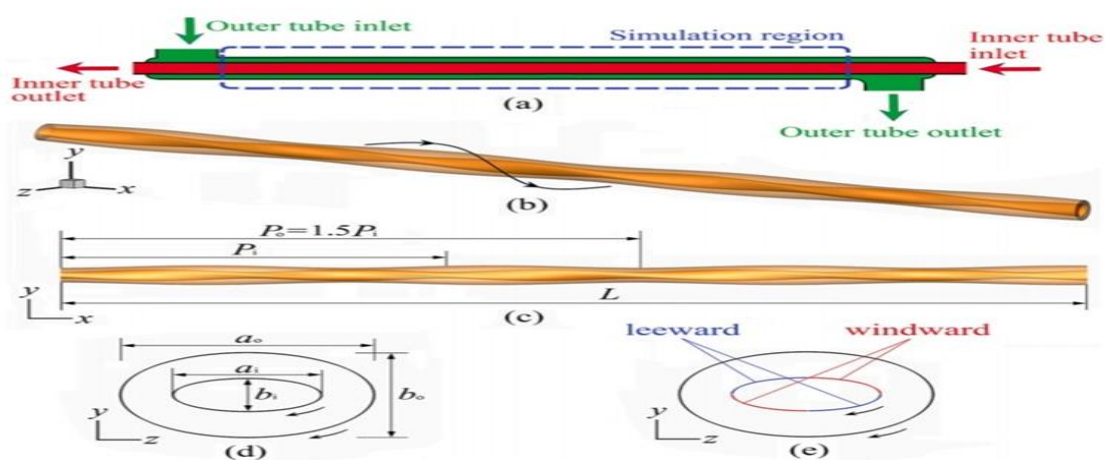 Outer tube inlet
Simulation region
Inner tube
inlet
Inner tube
outlet
(a)
Outer tube outlet
y
z
x
(b)
Pₒ=1.5Pᵢ
Pᵢ
L
y
x
(c)
leeward
windward
aₒ
aᵢ
bᵢ
bₒ
y
z
(d)
y
z
(e)